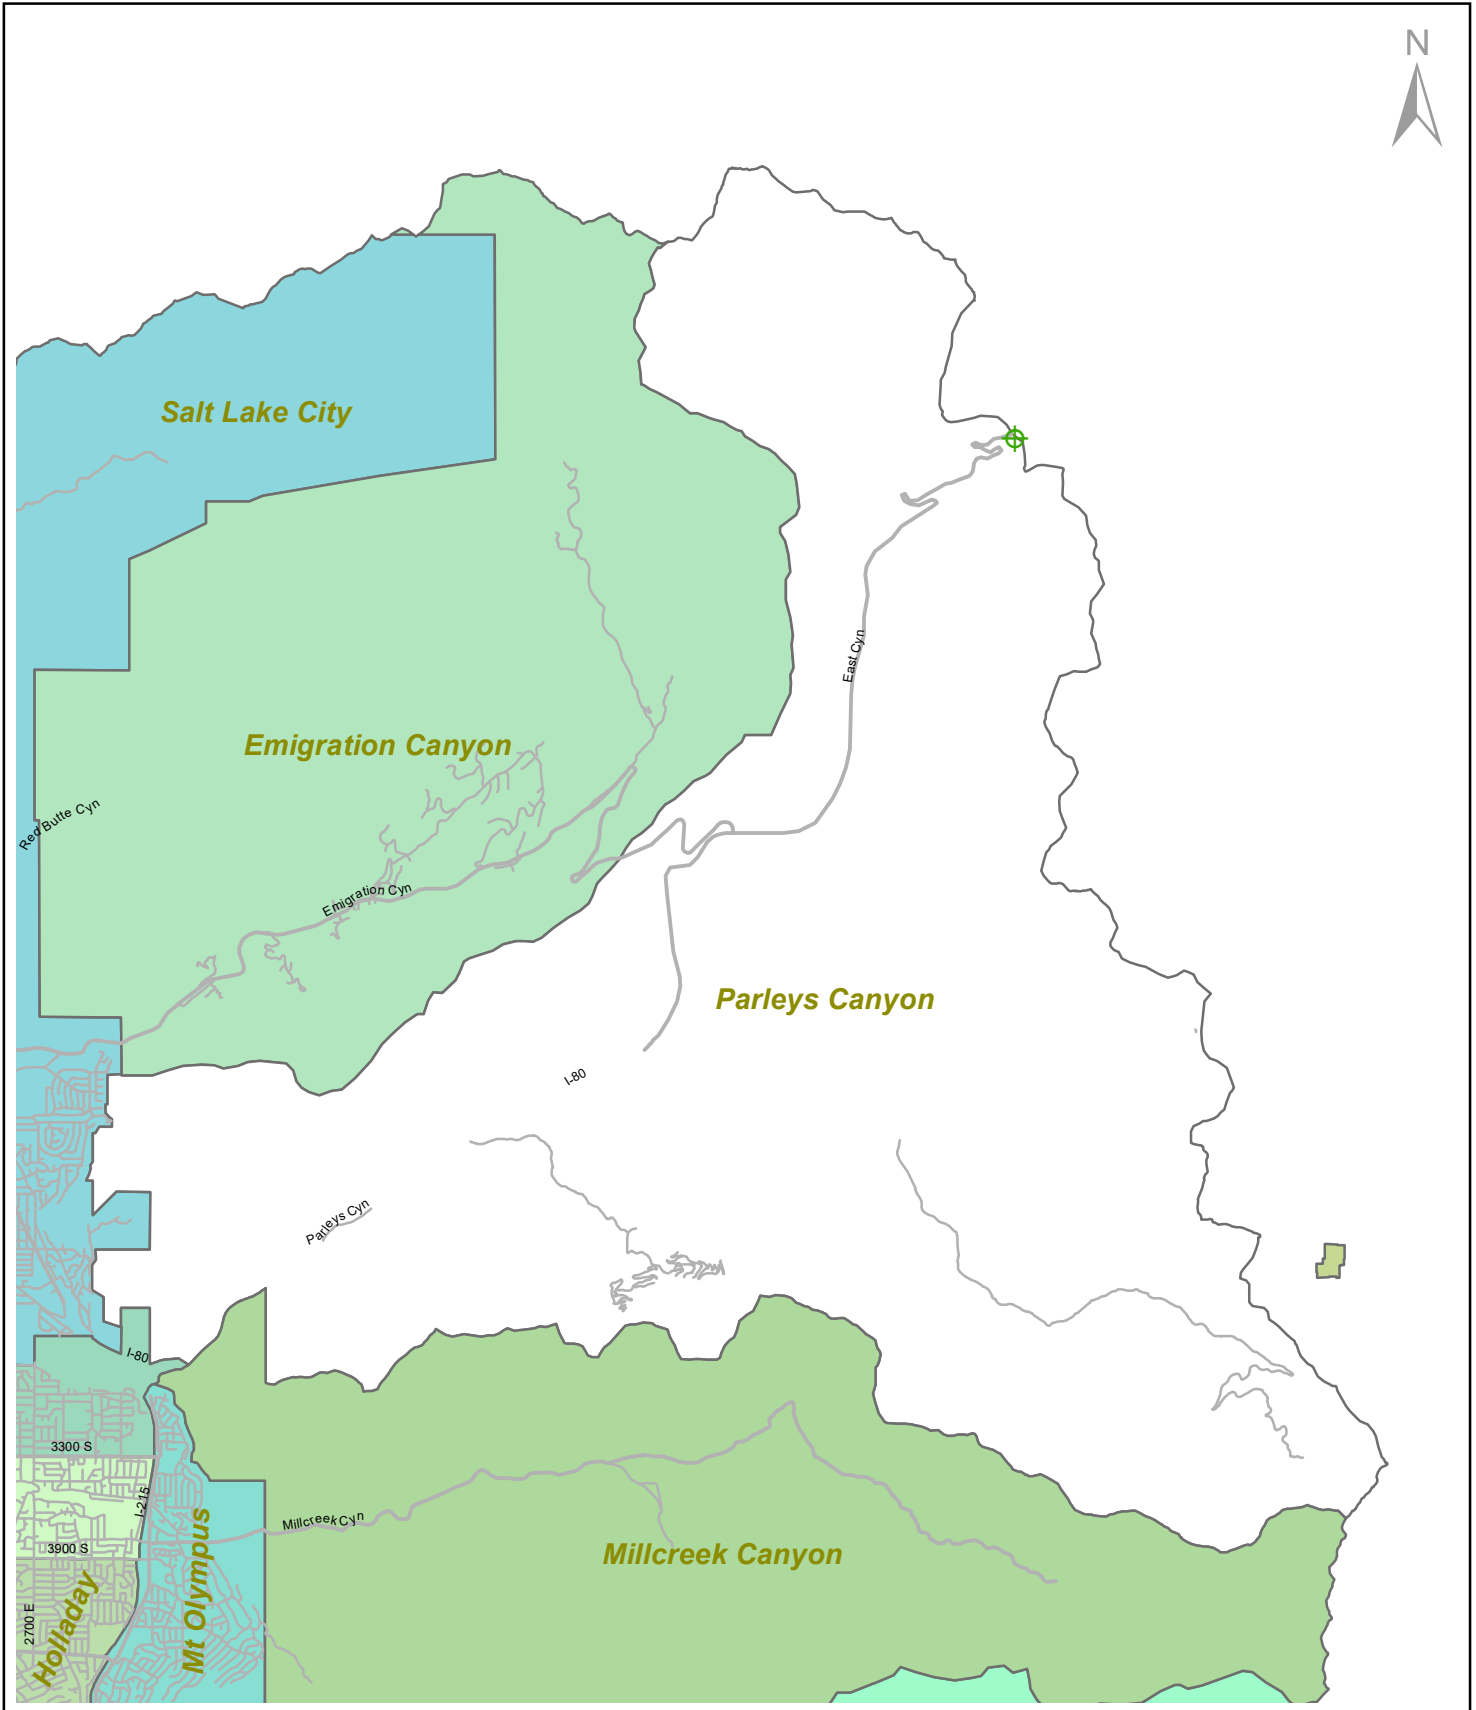 N
Salt Lake City
East Cyn
Emigration Canyon
Red Butte Cyn
Emigration Cyn
Parleys Canyon
I-80
Parleys Cyn
I-80
3300 S
I-215
Millcreek Cyn
3900 S
Millcreek Canyon
Mt Olympus
Holladay
2700 E